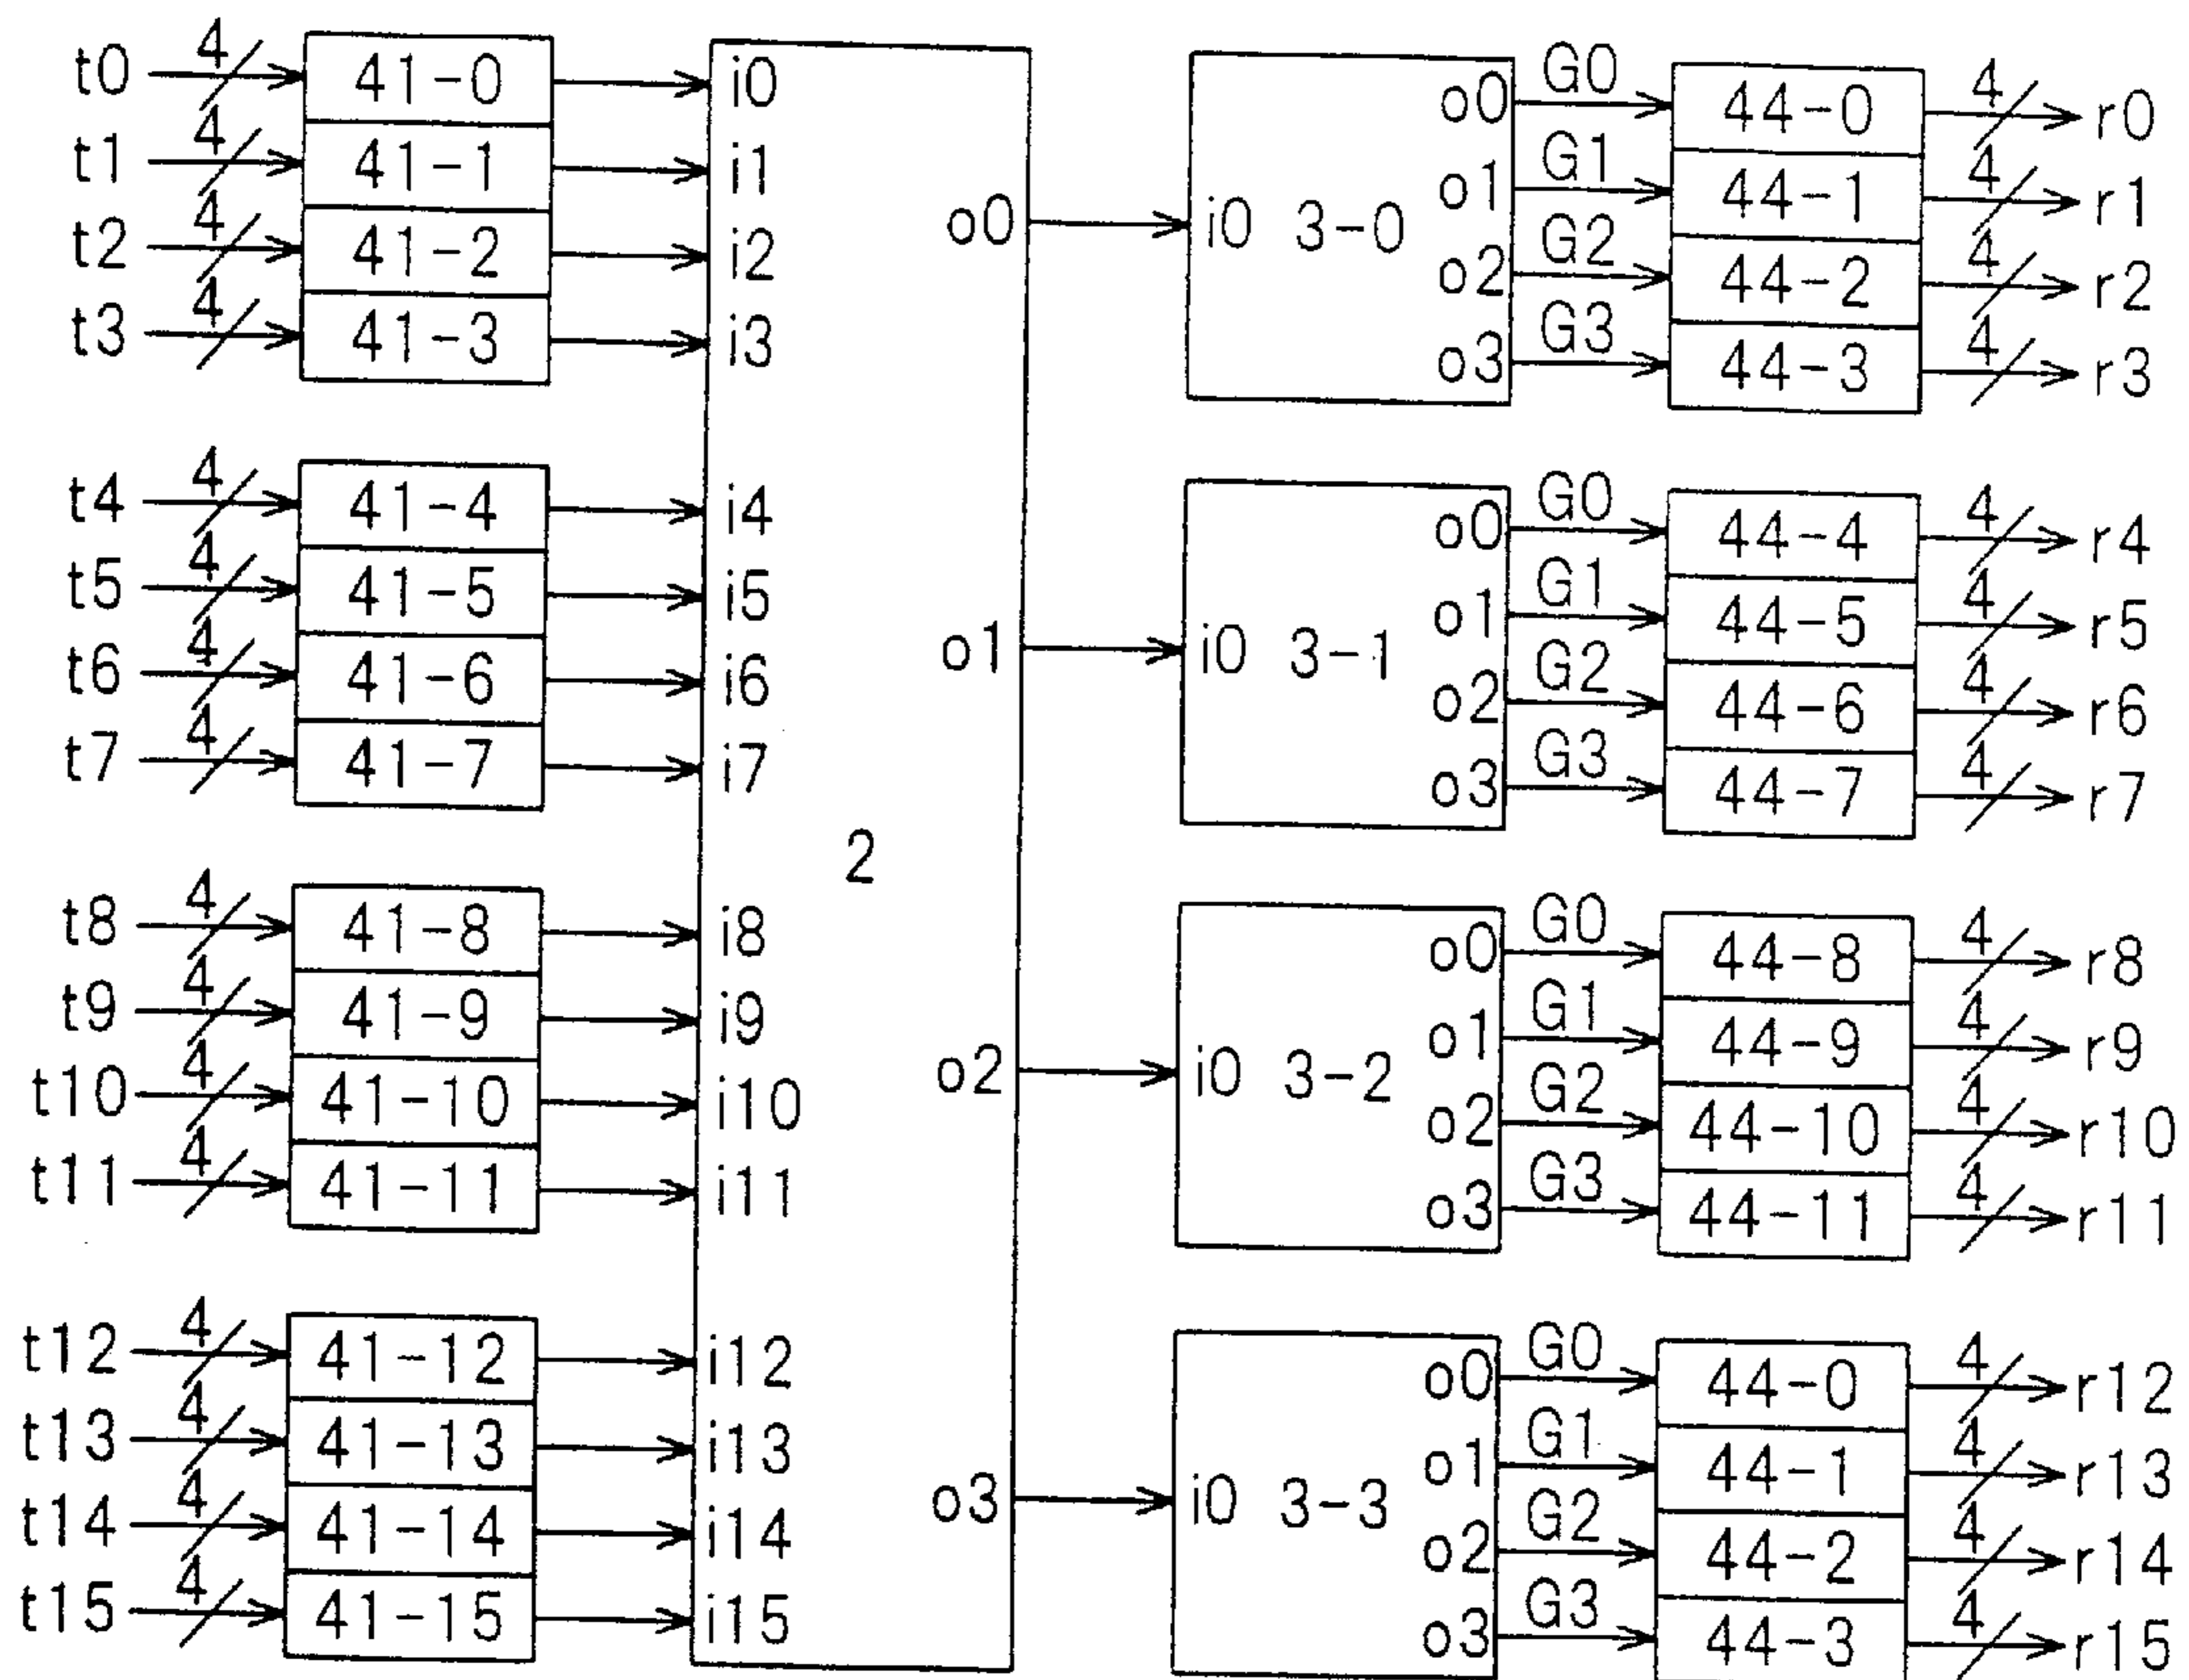 t0 4 41-0 i0 o0 G0 44-0 4 r0
t1 4 41-1 i1 o1 G1 44-1 4 r1
o0 i0 3-0
t2 4 41-2 i2 o2 G2 44-2 4 r2
t3 4 41-3 i3 o3 G3 44-3 4 r3
t4 4 41-4 i4 o0 G0 44-4 4 r4
t5 4 41-5 i5 o1 G1 44-5 4 r5
o1 i0 3-1
t6 4 41-6 i6 o2 G2 44-6 4 r6
t7 4 41-7 i7 o3 G3 44-7 4 r7
2
t8 4 41-8 i8 o0 G0 44-8 4 r8
t9 4 41-9 i9 o1 G1 44-9 4 r9
o2 i0 3-2
t10 4 41-10 i10 o2 G2 44-10 4 r10
t11 4 41-11 i11 o3 G3 44-11 4 r11
t12 4 41-12 i12 o0 G0 44-0 4 r12
t13 4 41-13 i13 o1 G1 44-1 4 r13
o3 i0 3-3
t14 4 41-14 i14 o2 G2 44-2 4 r14
t15 4 41-15 i15 o3 G3 44-3 4 r15